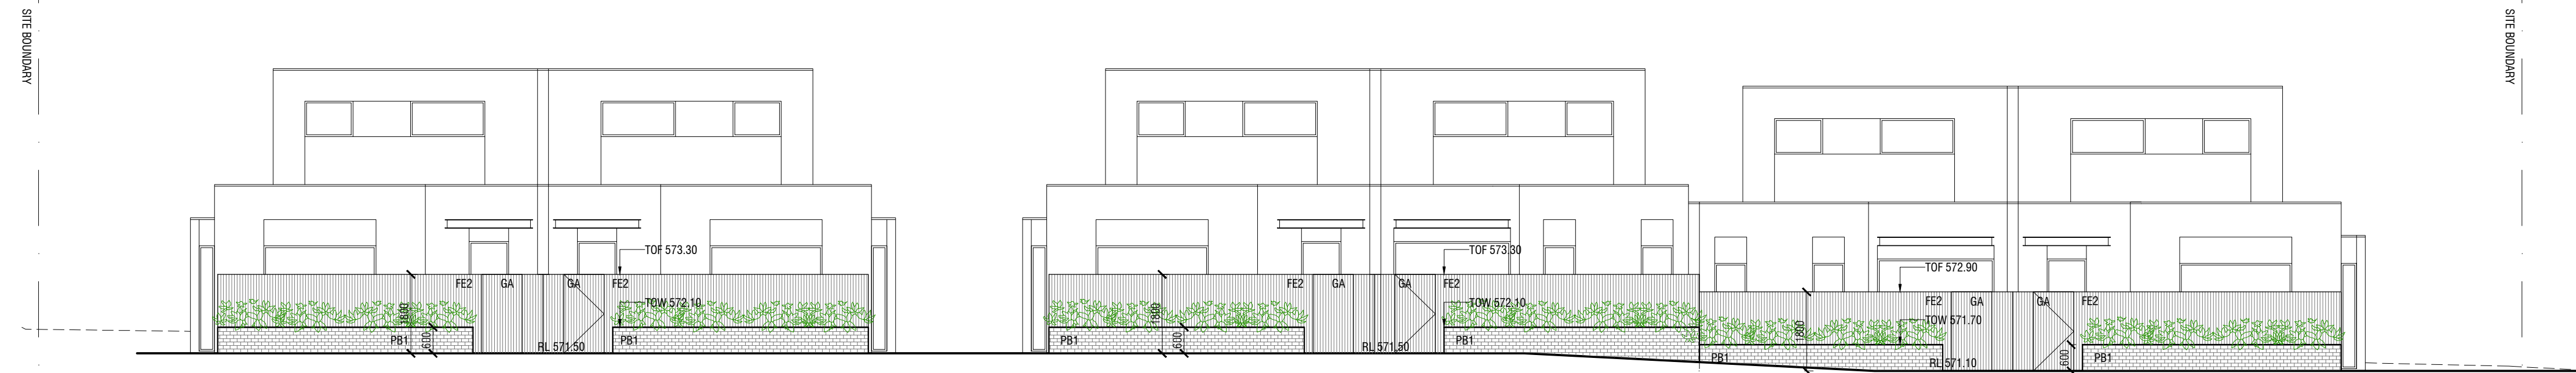 SITE BOUNDARY
SITE BOUNDARY
TOF 573.30
FE2
GA
GA
FE2
TOW 572.10
1800
600
PB1
RL 571.50
PB1
TOF 573.30
FE2
GA
GA
FE2
TOW 572.10
1800
600
PB1
RL 571.50
PB1
TOF 572.90
FE2
GA
GA
FE2
TOW 571.70
1800
600
PB1
RL 571.10
PB1